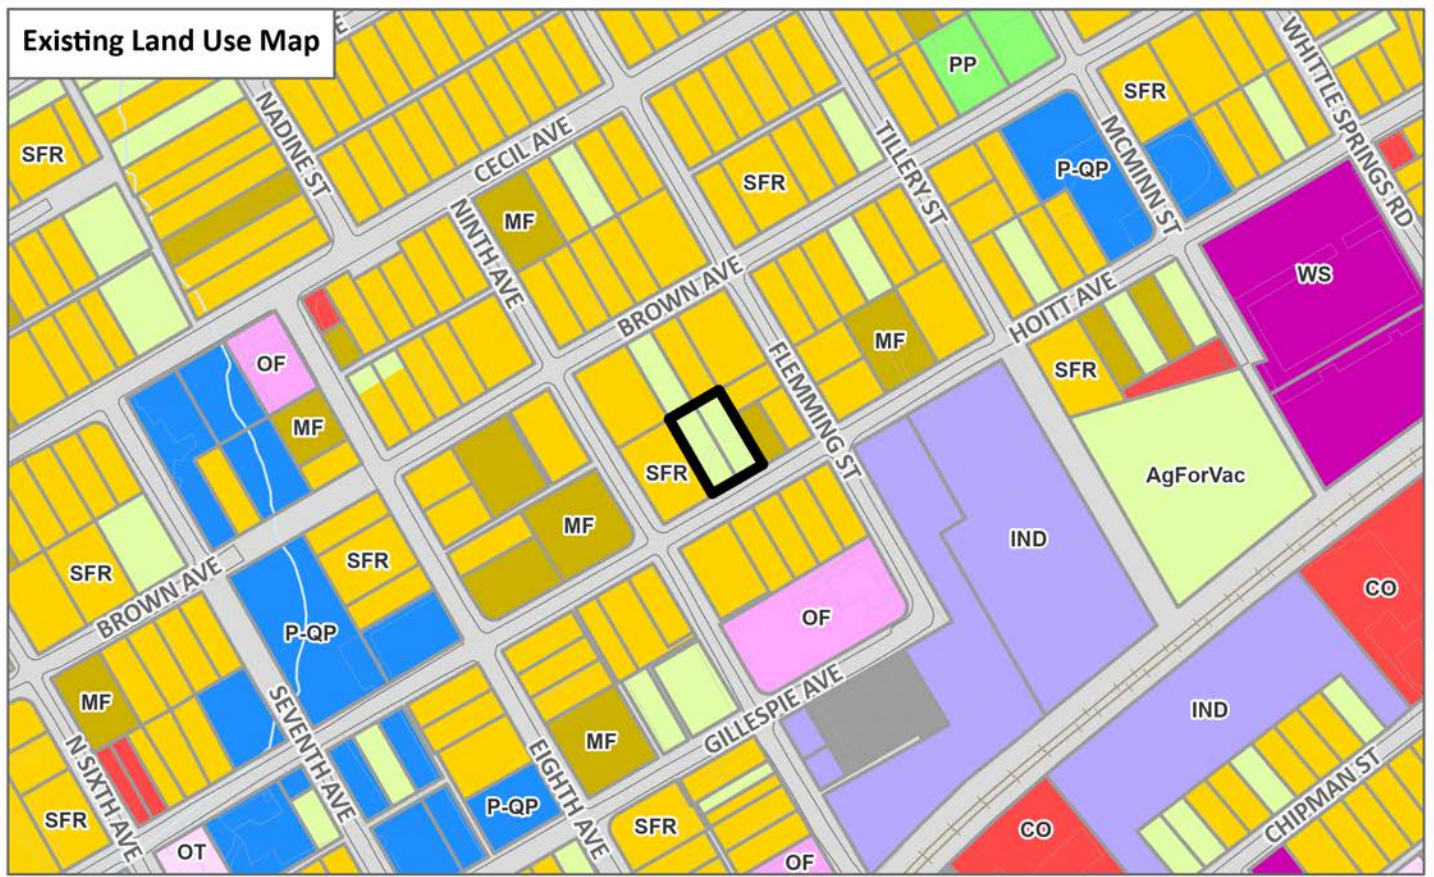 Existing Land Use Map
WHITTLE SPRINGS RD
PP
SFR
NADINE ST
CECIL AVE
TILLERY ST
MCMINN ST
SFR
P-QP
SFR
MF
NINTH AVE
WS
BROWN AVE
HOITT AVE
OF
MF
FLEMMING ST
SFR
MF
SFR
AgForVac
MF
IND
SFR
SFR
CO
BROWN AVE
OF
P-QP
MF
SEVENTH AVE
GILLESPIE AVE
IND
N SIXTH AVE
MF
EIGHTH AVE
CHIPMAN ST
P-QP
SFR
SFR
CO
OT
OF